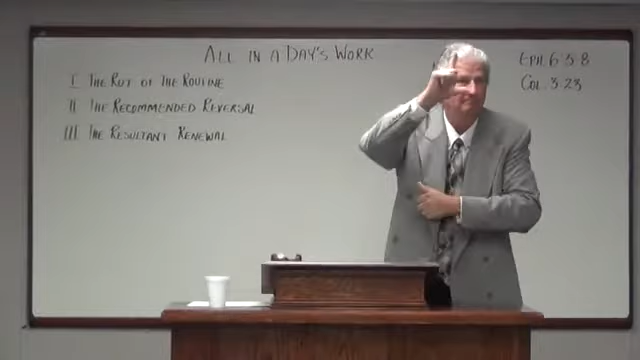 ALL IN A DAY'S WORK
EPH. 6:5-8
COL. 3:23
I THE RUT OF THE ROUTINE
II THE RECOMMENDED REVERSAL
III THE RESULTANT RENEWAL